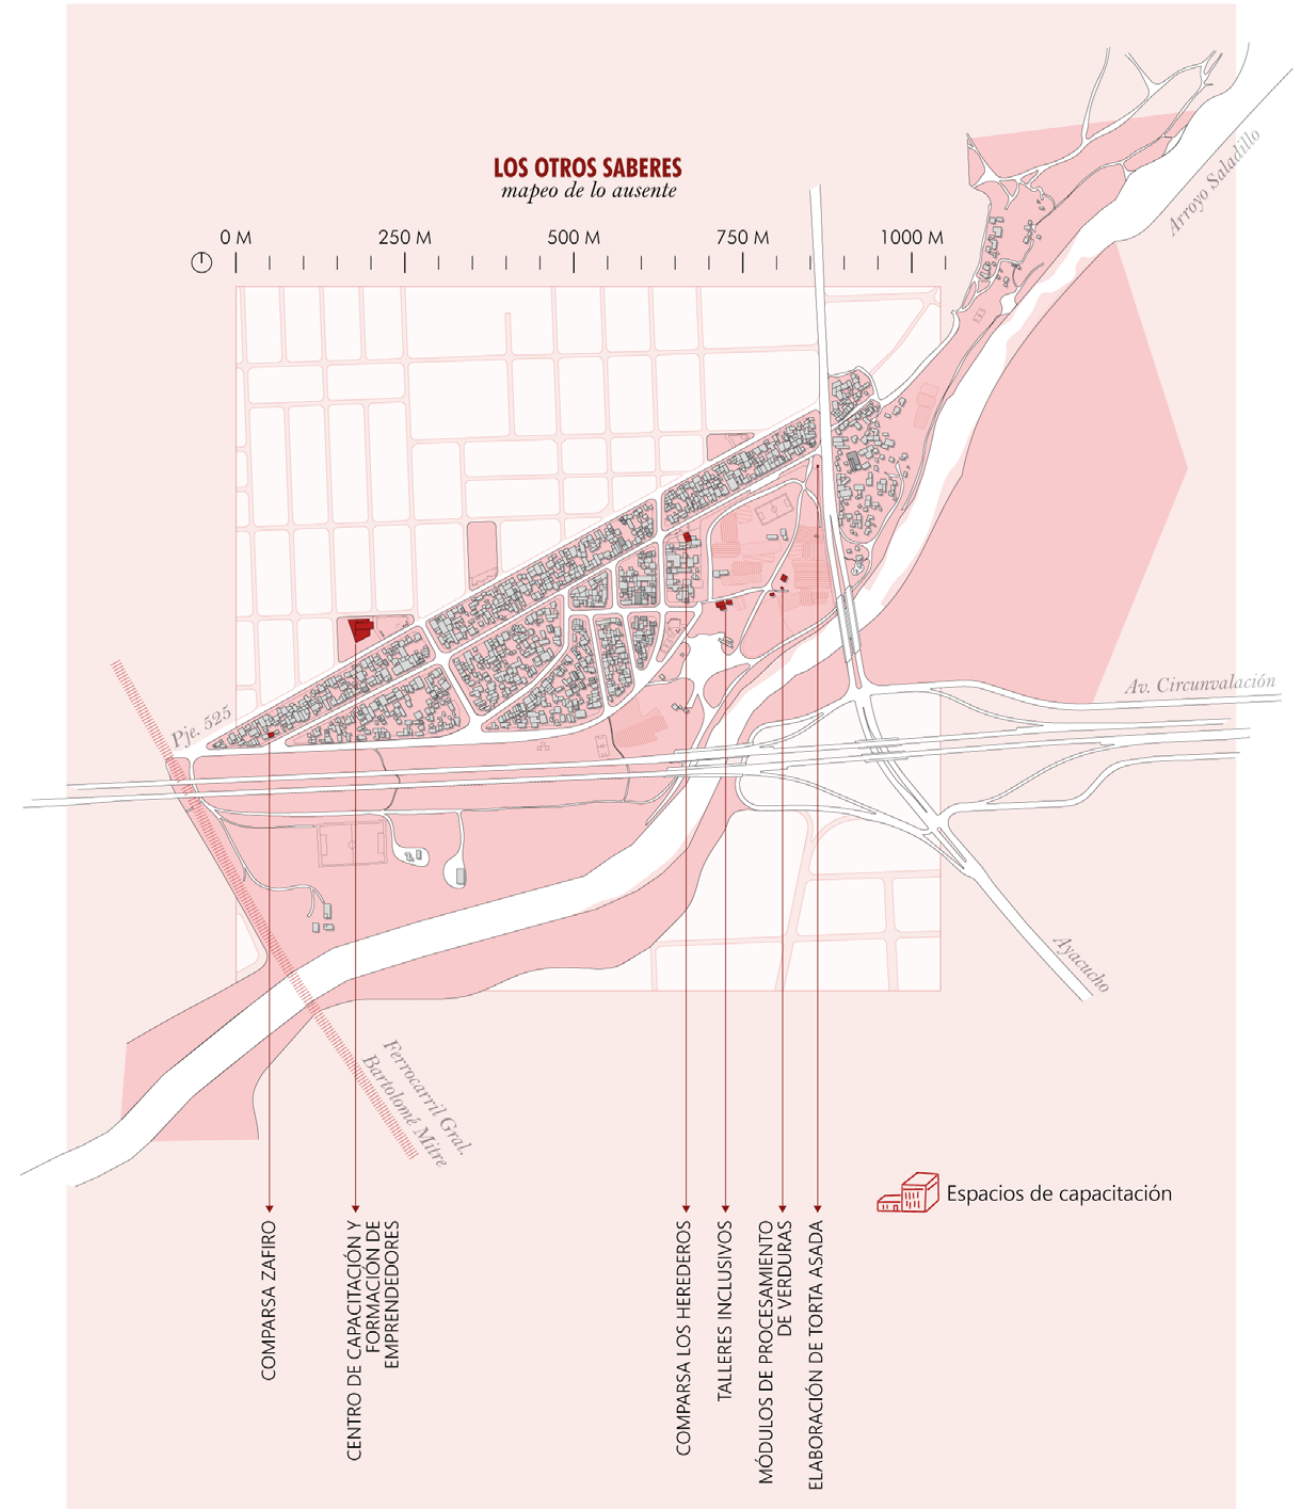 LOS OTROS SABERES
mapeo de lo ausente
0 M
250 M
500 M
750 M
1000 M
Arroyo Saladillo
Av. Circunvalación
Pje. 525
Ayacucho
Ferrocarril Gral.
Bartolomé Mitre
Espacios de capacitación
COMPARSA ZAFIRO
CENTRO DE CAPACITACIÓN Y
FORMACIÓN DE
EMPRENDEDORES
COMPARSA LOS HEREDEROS
TALLERES INCLUSIVOS
MÓDULOS DE PROCESAMIENTO
DE VERDURAS
ELABORACIÓN DE TORTA ASADA